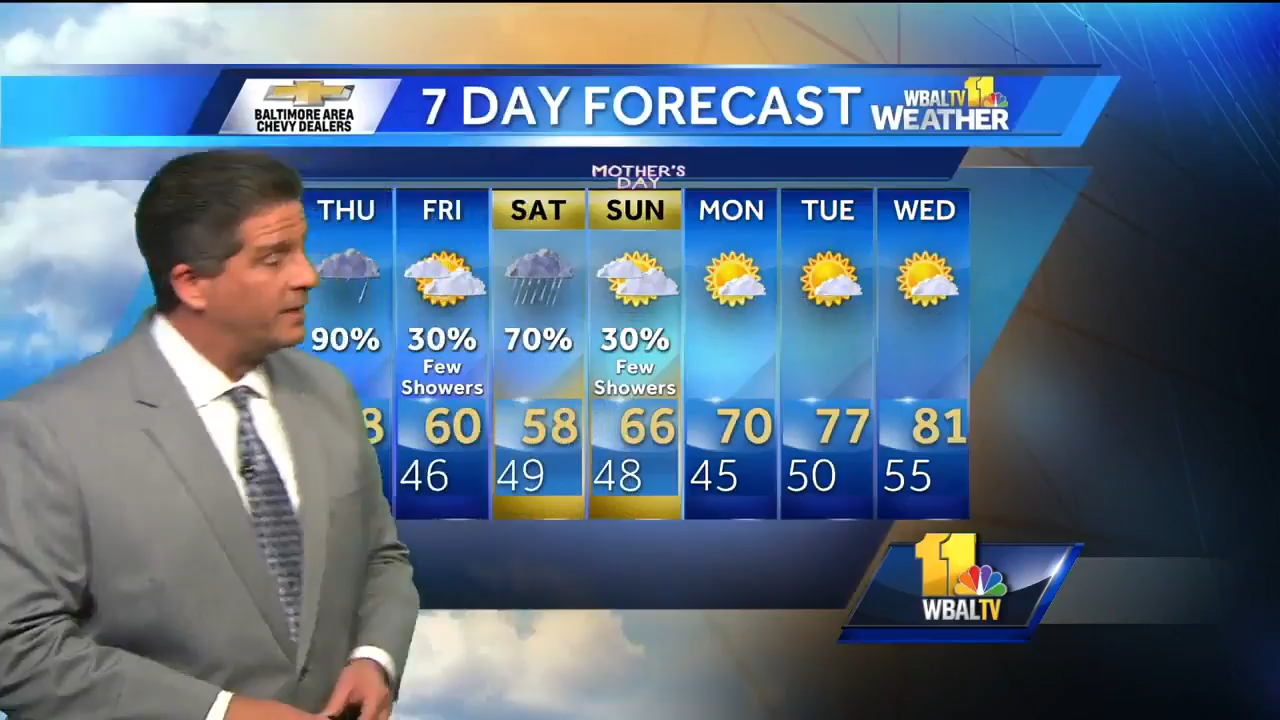 BALTIMORE AREA
CHEVY DEALERS
7 DAY FORECAST
WBALTV 11
WEATHER
MOTHER'S
DAY
THU FRI SAT SUN MON TUE WED
90% 30% 70% 30%
Few Few
Showers Showers
8 60 58 66 70 77 81
46 49 48 45 50 55
11
WBALTV